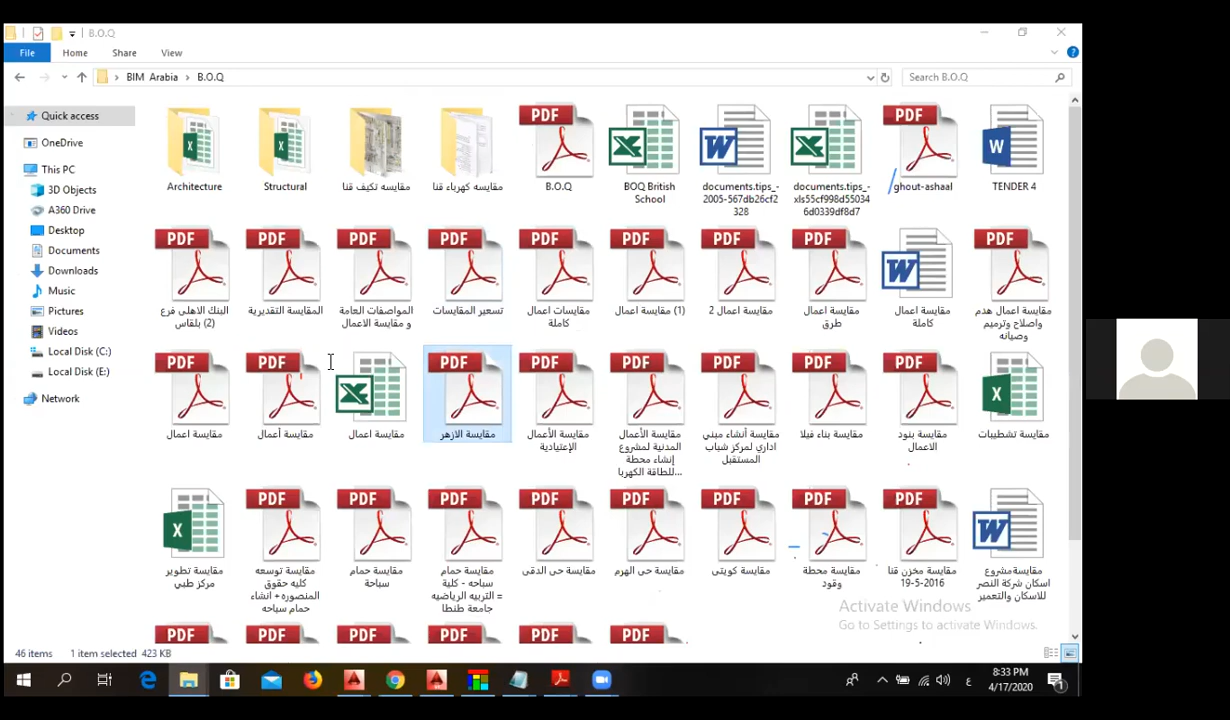 B.O.Q
File Home Share View
BIM Arabia B.O.Q
Search B.O.Q
Quick access
OneDrive
This PC
3D Objects
A360 Drive
Desktop
Documents
Downloads
Music
Pictures
Videos
Local Disk (C:)
Local Disk (E:)
Network
Architecture
Structural
مقايسه تكيف قنا
مقايسه كهرباء قنا
B.O.Q
BOQ British
School
documents.tips_-
2005-567db26cf2
328
documents.tips_-
xls55cf998d55034
6d0339df8d7
ghout-ashaal
TENDER 4
البنك الاهلى فرع
بلقاس (2)
المقايسة التقديرية
المواصفات العامة
و مقايسة الاعمال
تسعير المقايسات
مقايسات اعمال
كاملة
مقايسة اعمال (1)
مقايسة اعمال 2
مقايسة اعمال
طرق
مقايسة اعمال
كاملة
مقايسة اعمال هدم
واصلاح وترميم
وصيانه
مقايسة اعمال
مقايسة أعمال
مقايسة اعمال
مقايسة الازهر
مقايسة الأعمال
الإعتيادية
مقايسة الأعمال
المدنية لمشروع
إنشاء محطة
للطاقة الكهربا...
مقايسة أنشاء ميني
اداري لمركز شباب
المستقبل
مقايسة بناء فيلا
مقايسة بنود
الاعمال
مقايسة تشطيبات
مقايسة تطوير
مركز طبي
مقايسة توسعه
كليه حقوق
المنصوره+ انشاء
حمام سباحه
مقايسة حمام
سباحة
مقايسة حمام
سباحه - كلية
التربيه الرياضيه =
جامعة طنطا
مقايسة حى الدقى
مقايسة حى الهرم
مقايسة كويتى
مقايسة محطة
وقود
مقايسة مخزن قنا
19-5-2016
مقايسةمشروع
اسكان شركة النصر
للاسكان والتعمير
Activate Windows
Go to Settings to activate Windows.
46 items 1 item selected 423 KB
8:33 PM
4/17/2020
ع